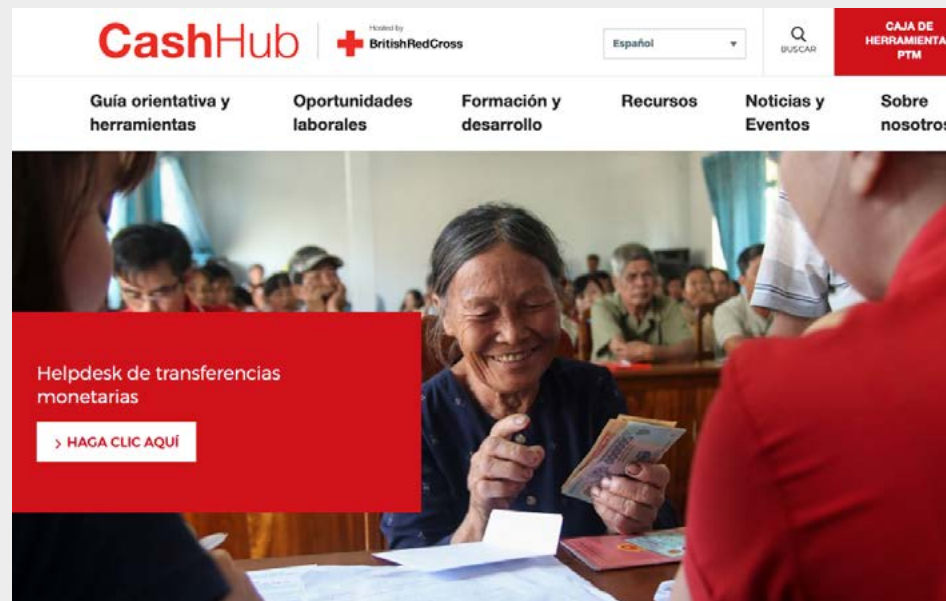 CashHub
Hosted by
BritishRedCross
Español
BUSCAR
CAJA DE
HERRAMIENTA
PTM
Guía orientativa y
herramientas
Oportunidades
laborales
Formación y
desarrollo
Recursos
Noticias y
Eventos
Sobre
nosotros
Helpdesk de transferencias
monetarias
> HAGA CLIC AQUÍ